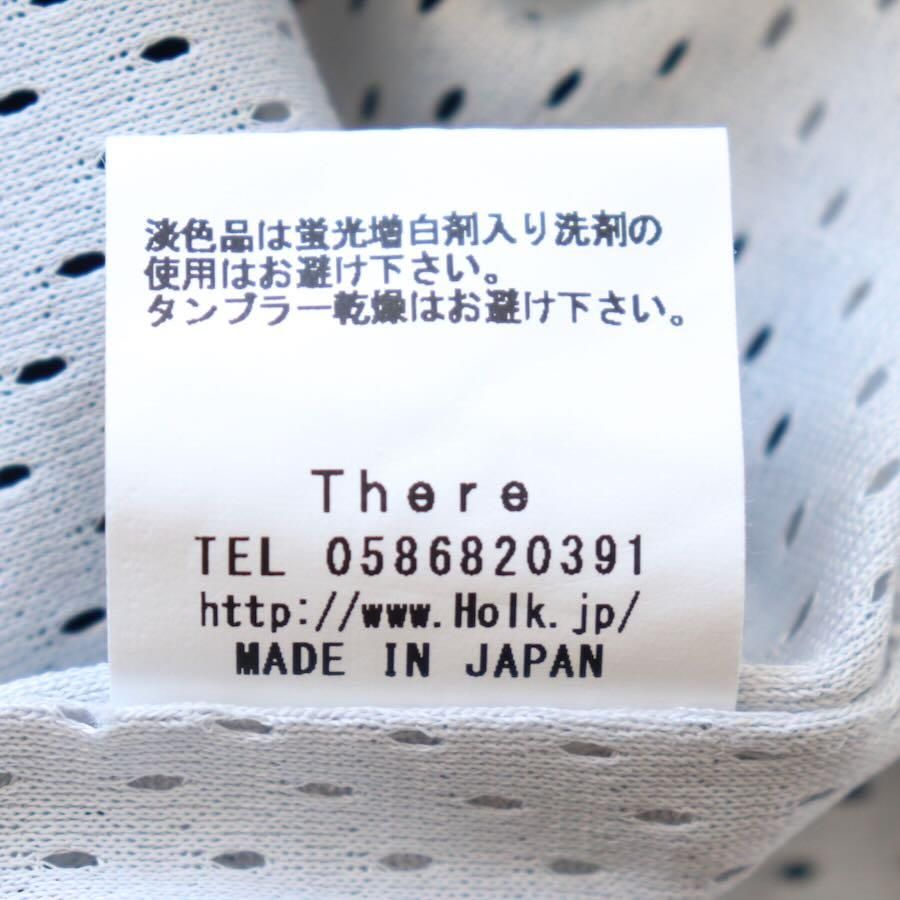 淡色品は蛍光増白剤入り洗剤の
使用はお避け下さい。
タンブラー乾燥はお避け下さい。
There
TEL 0586820391
http://www.Holk.jp/
MADE IN JAPAN